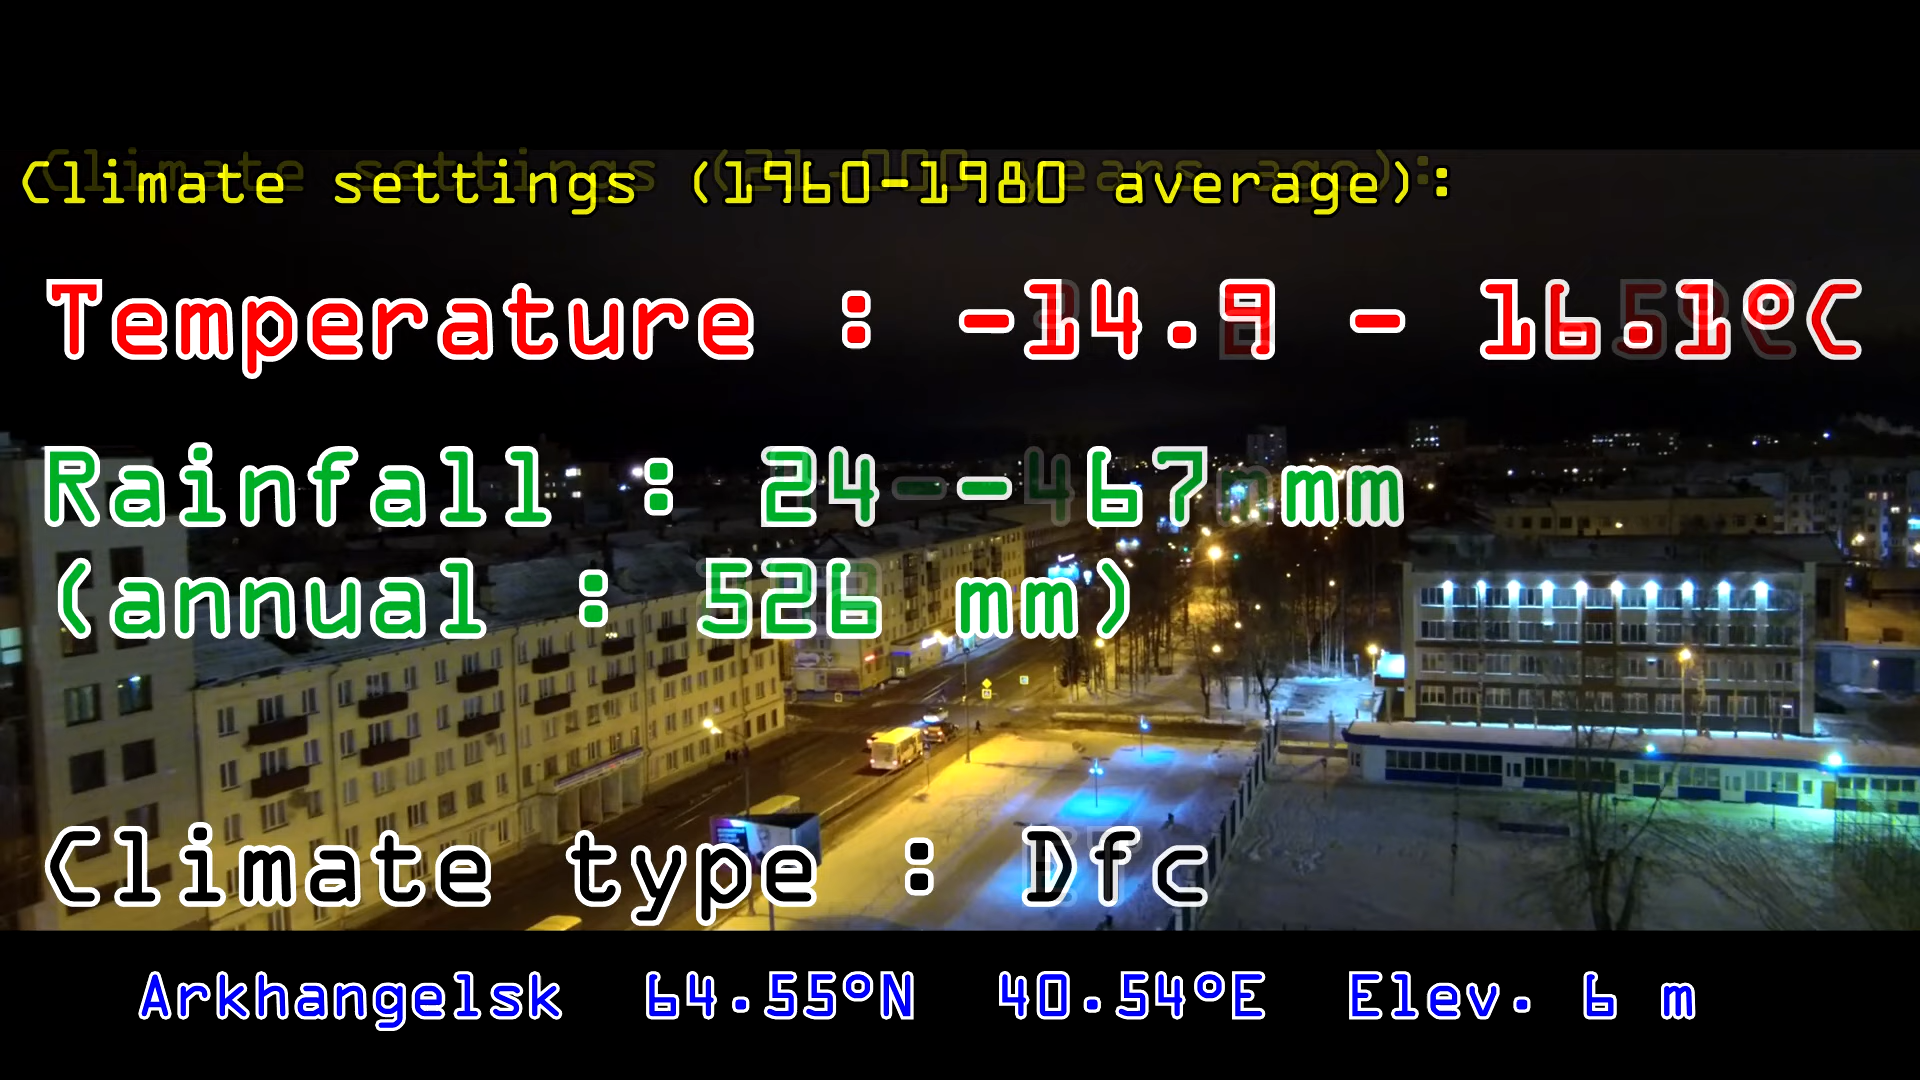 Climate settings (1960-1980 average):
Temperature : -14.9 - 16.1°C
Rainfall : 24 - 67 mm
(annual : 526 mm)
Climate type : Dfc
Arkhangelsk 64.55°N 40.54°E Elev. 6 m